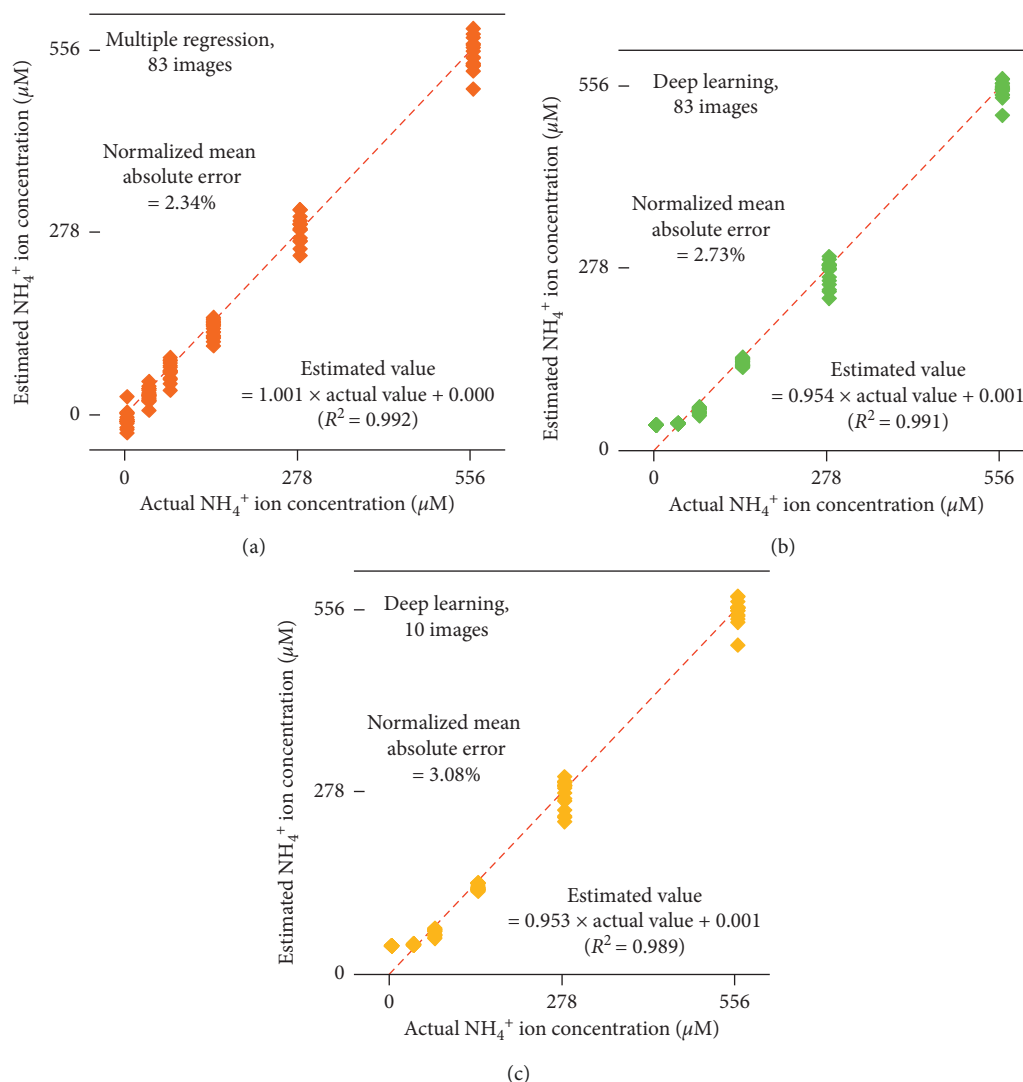 (a)
Multiple regression,
83 images
Normalized mean
absolute error
= 2.34%
Estimated value
= 1.001 × actual value + 0.000
(R² = 0.992)
Estimated NH₄⁺ ion concentration (μM)
556
278
0
0 278 556
Actual NH₄⁺ ion concentration (μM)
(b)
Deep learning,
83 images
Normalized mean
absolute error
= 2.73%
Estimated value
= 0.954 × actual value + 0.001
(R² = 0.991)
Estimated NH₄⁺ ion concentration (μM)
556
278
0
0 278 556
Actual NH₄⁺ ion concentration (μM)
Deep learning,
10 images
Normalized mean
absolute error
= 3.08%
Estimated value
= 0.953 × actual value + 0.001
(R² = 0.989)
Estimated NH₄⁺ ion concentration (μM)
556
278
0
0 278 556
Actual NH₄⁺ ion concentration (μM)
(c)